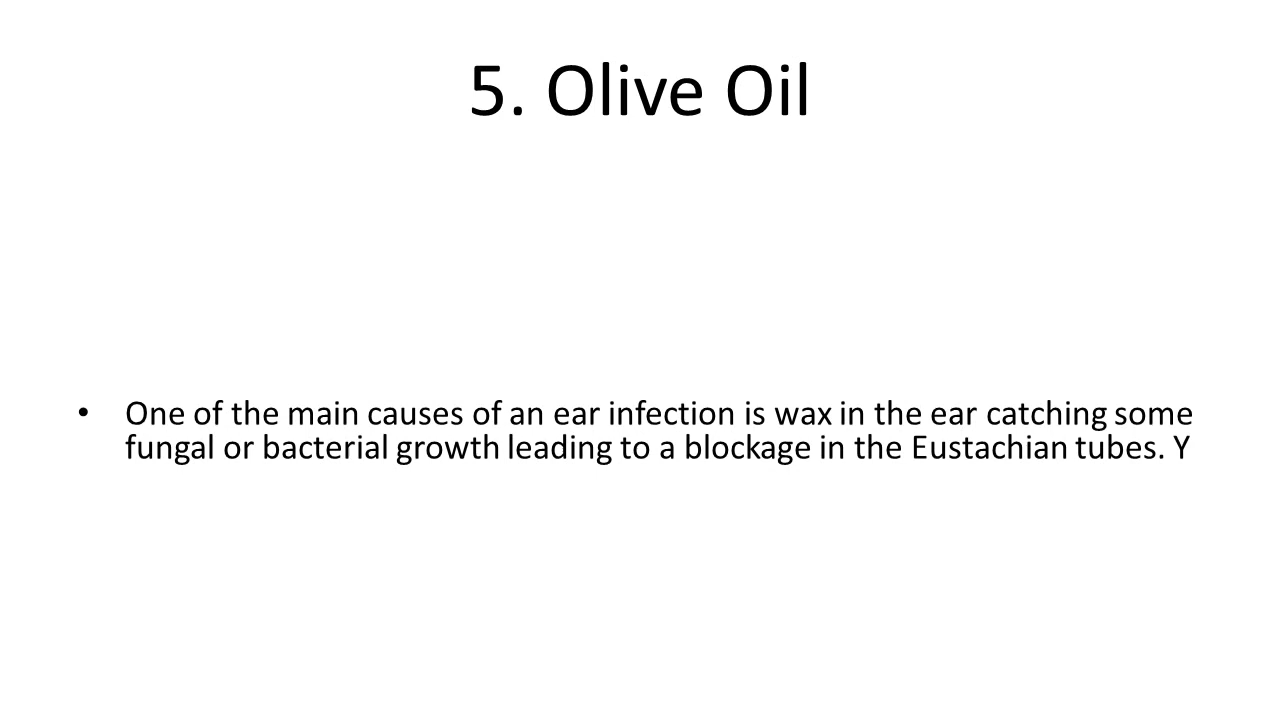 5. Olive Oil
• One of the main causes of an ear infection is wax in the ear catching some
fungal or bacterial growth leading to a blockage in the Eustachian tubes. Y